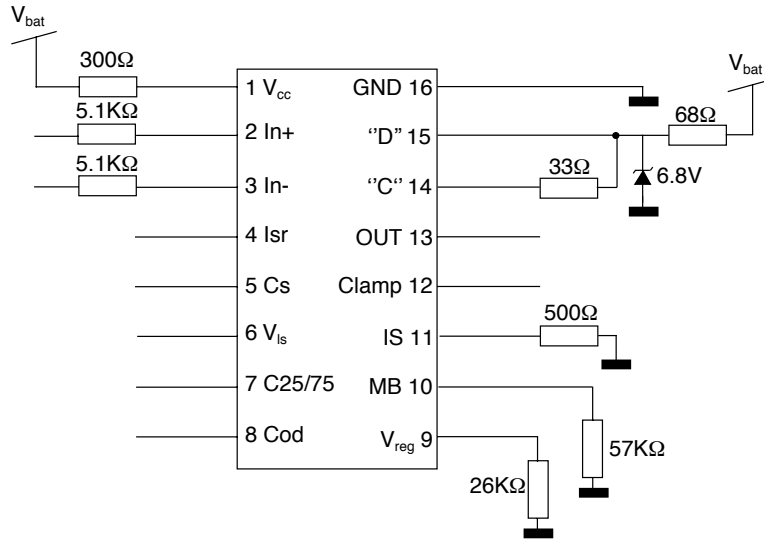 V_bat
300Ω
1 V_cc
5.1KΩ
2 In+
5.1KΩ
3 In-
4 Isr
5 Cs
6 V_ls
7 C25/75
8 Cod
GND 16
''D" 15
''C'' 14
OUT 13
Clamp 12
IS 11
MB 10
V_reg 9
V_bat
68Ω
33Ω
6.8V
500Ω
57KΩ
26KΩ